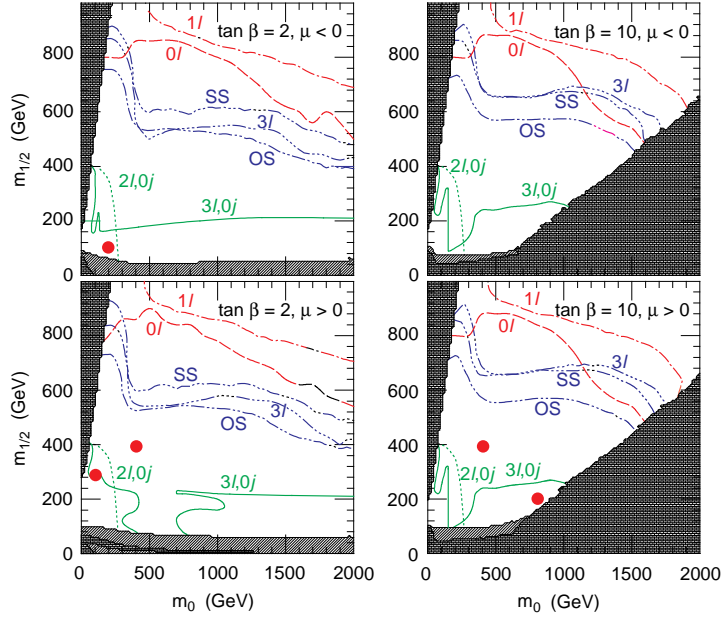 tan β = 2, μ < 0
1l
0l
SS
3l
OS
2l,0j
3l,0j
m1/2 (GeV)
800
600
400
200
0
tan β = 10, μ < 0
1l
0l
3l
SS
OS
2l,0j
3l,0j
tan β = 2, μ > 0
1l
0l
SS
3l
OS
2l,0j
3l,0j
m1/2 (GeV)
800
600
400
200
0
0 500 1000 1500 2000
m0 (GeV)
tan β = 10, μ > 0
1l
0l
3l
SS
OS
2l,0j
3l,0j
0 500 1000 1500 2000
m0 (GeV)